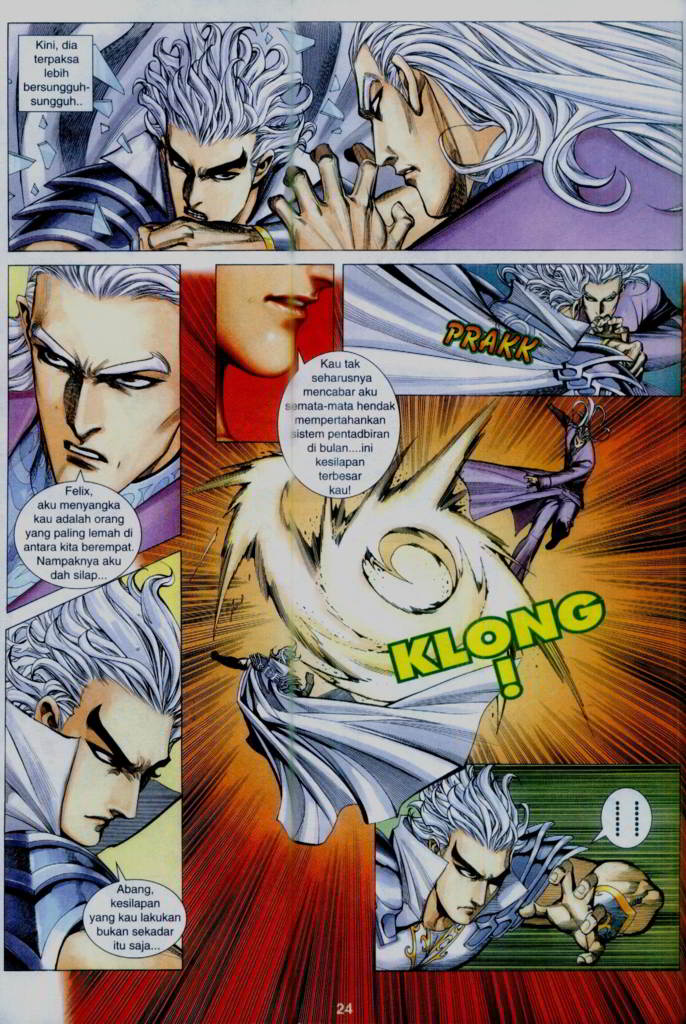 Kini, dia
terpaksa
lebih
bersungguh-
sungguh..
PRAKK
Kau tak
seharusnya
mencabar aku
semata-mata hendak
mempertahankan
sistem pentadbiran
di bulan....ini
kesilapan
terbesar
kau!
Felix,
aku menyangka
kau adalah orang
yang paling lemah di
antara kita berempat.
Nampaknya aku
dah silap...
KLONG
!
Abang,
kesilapan
yang kau lakukan
bukan sekadar
itu saja...
!!
24